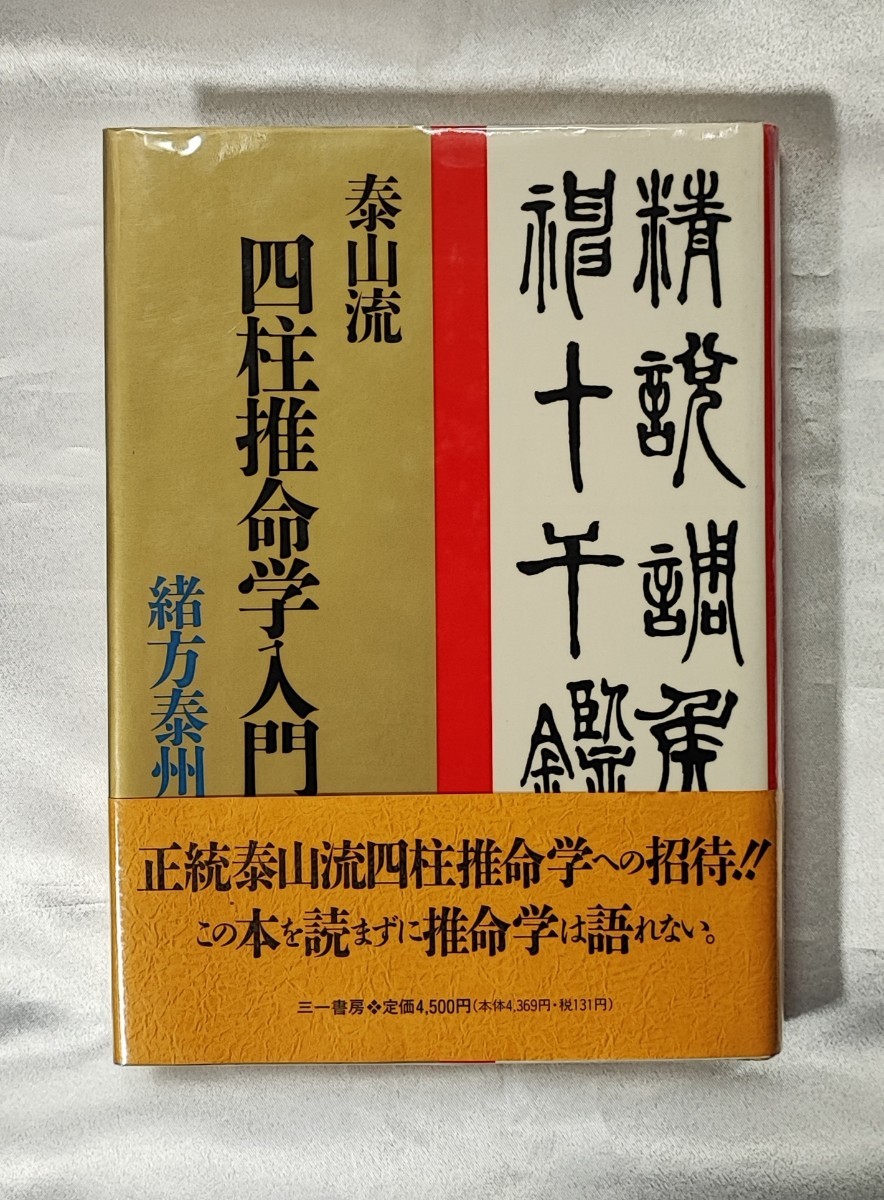 精説調候
神十干鑑
泰山流
四柱推命学入門
緒方泰州
正統泰山流四柱推命学への招待!!
この本を読まずに推命学は語れない。
三一書房❖定価4,500円(本体4,369円・税131円)